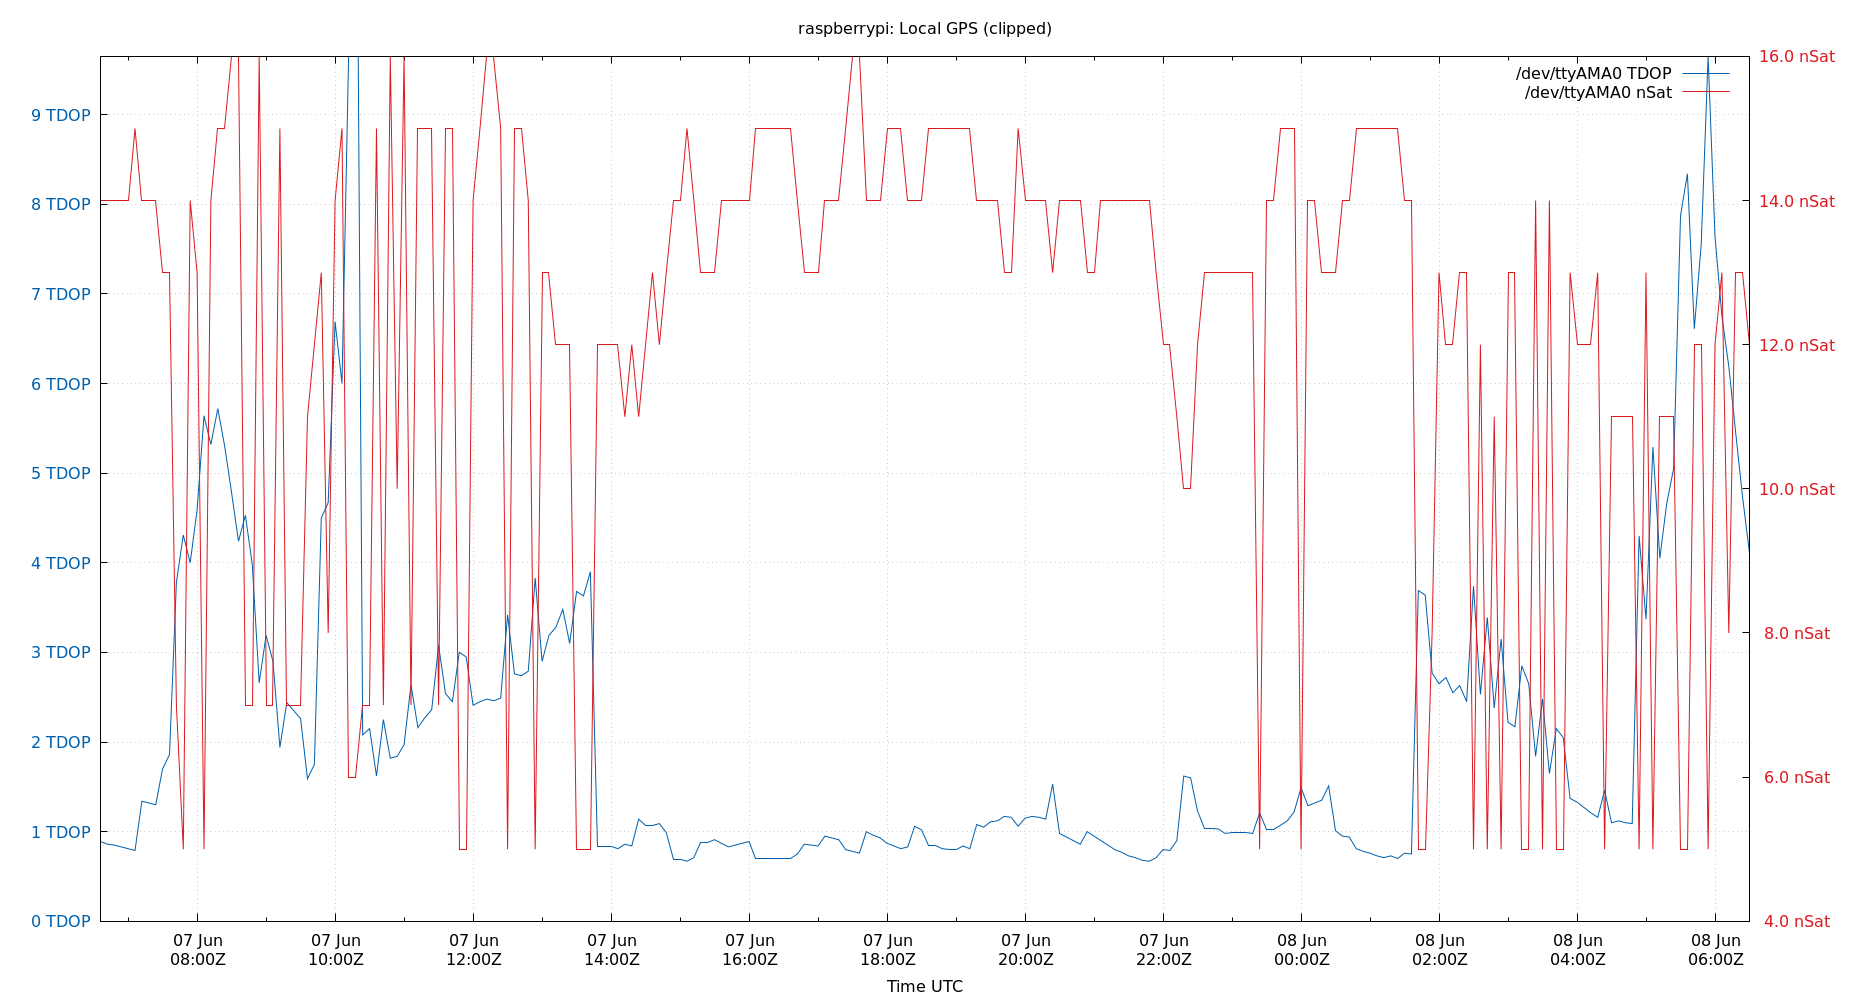 raspberrypi: Local GPS (clipped)
16.0 nSat
/dev/ttyAMA0 TDOP
/dev/ttyAMA0 nSat
9 TDOP
8 TDOP
14.0 nSat
7 TDOP
12.0 nSat
6 TDOP
5 TDOP
10.0 nSat
4 TDOP
3 TDOP
8.0 nSat
2 TDOP
6.0 nSat
1 TDOP
0 TDOP
4.0 nSat
07 Jun 07 Jun 07 Jun 07 Jun 07 Jun 07 Jun 07 Jun 07 Jun 08 Jun 08 Jun 08 Jun 08 Jun
08:00Z 10:00Z 12:00Z 14:00Z 16:00Z 18:00Z 20:00Z 22:00Z 00:00Z 02:00Z 04:00Z 06:00Z
Time UTC